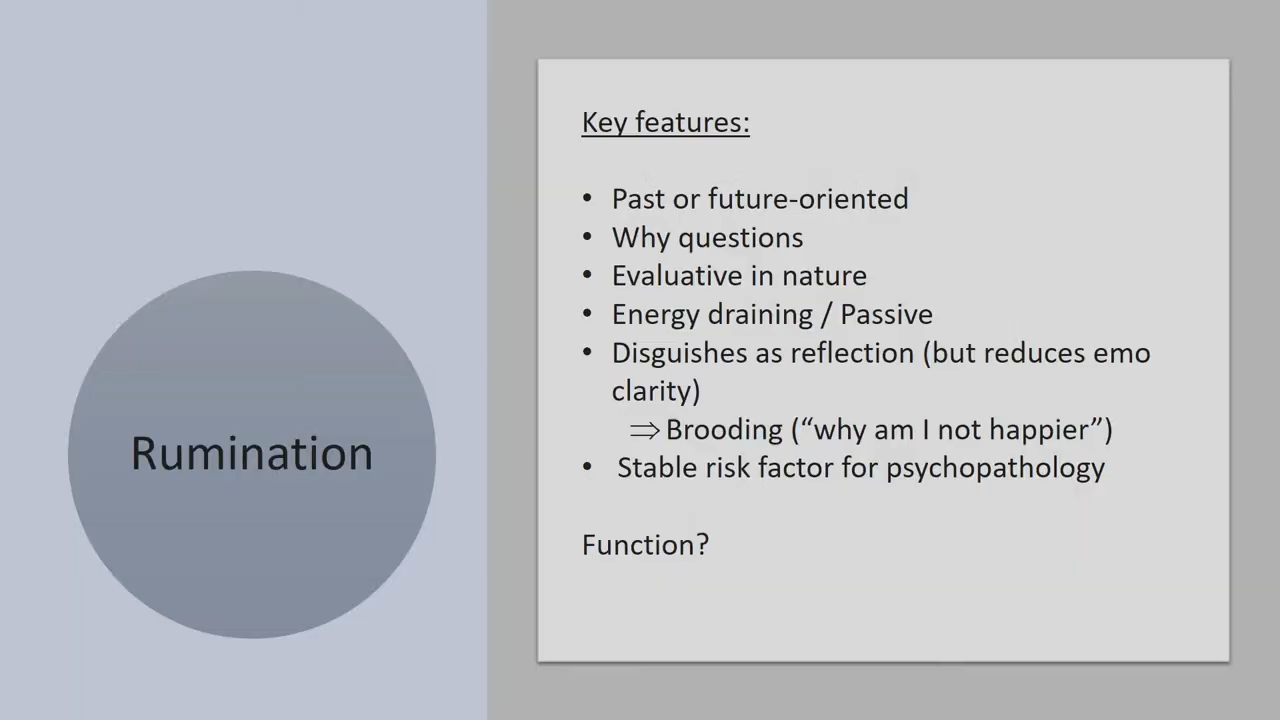 Rumination
Key features:
• Past or future-oriented
• Why questions
• Evaluative in nature
• Energy draining / Passive
• Disguishes as reflection (but reduces emo
clarity)
⇒ Brooding (“why am I not happier”)
• Stable risk factor for psychopathology
Function?